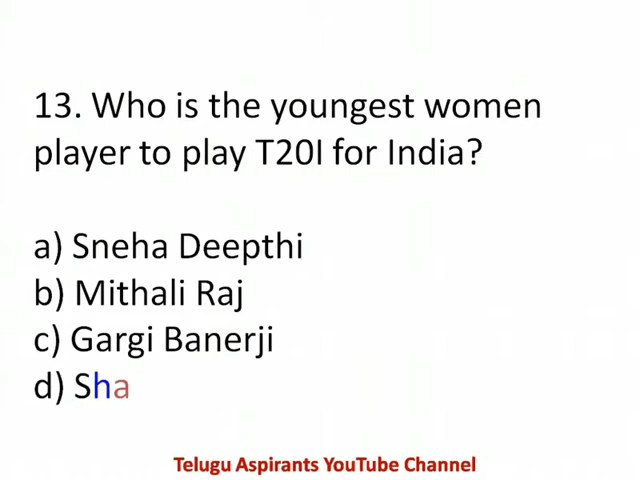 13. Who is the youngest women
player to play T20I for India?
a) Sneha Deepthi
b) Mithali Raj
c) Gargi Banerji
d) Sha
Telugu Aspirants YouTube Channel